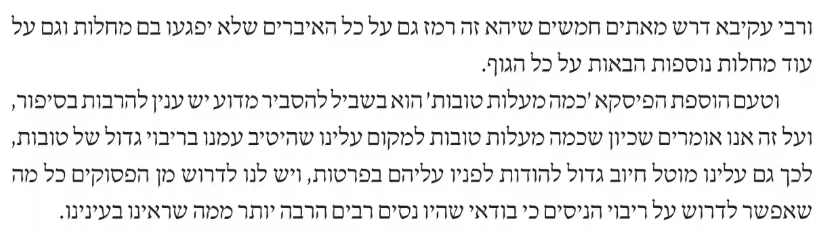 ורבי עקיבא דרש מאתים חמשים שיהא זה רמז גם על כל האיברים שלא יפגעו בם מחלות וגם על
עוד מחלות נוספות הבאות על כל הגוף.
וטעם הוספת הפיסקא 'כמה מעלות טובות' הוא בשביל להסביר מדוע יש ענין להרבות בסיפור,
ועל זה אנו אומרים שכיון שכמה מעלות טובות למקום עלינו שהיטיב עמנו בריבוי גדול של טובות,
לכך גם עלינו מוטל חיוב גדול להודות לפניו עליהם בפרטות, ויש לנו לדרוש מן הפסוקים כל מה
שאפשר לדרוש על ריבוי הניסים כי בודאי שהיו נסים רבים הרבה יותר ממה שראינו בעינינו.